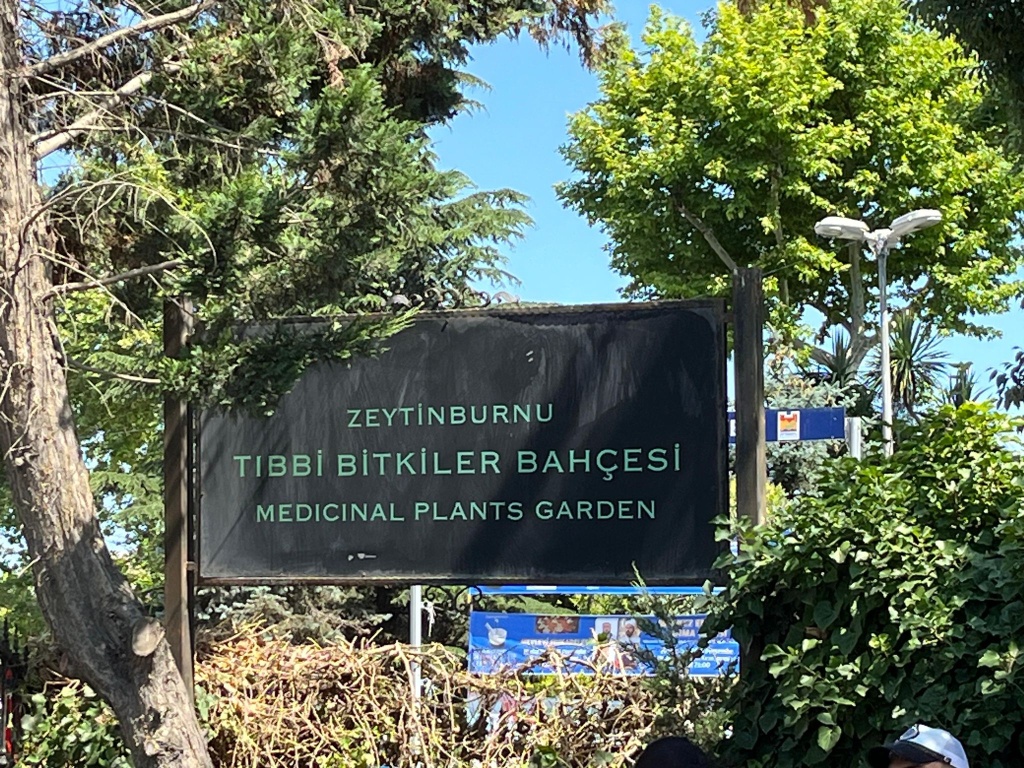 ZEYTİNBURNU
TIBBİ BİTKİLER BAHÇESİ
MEDICINAL PLANTS GARDEN